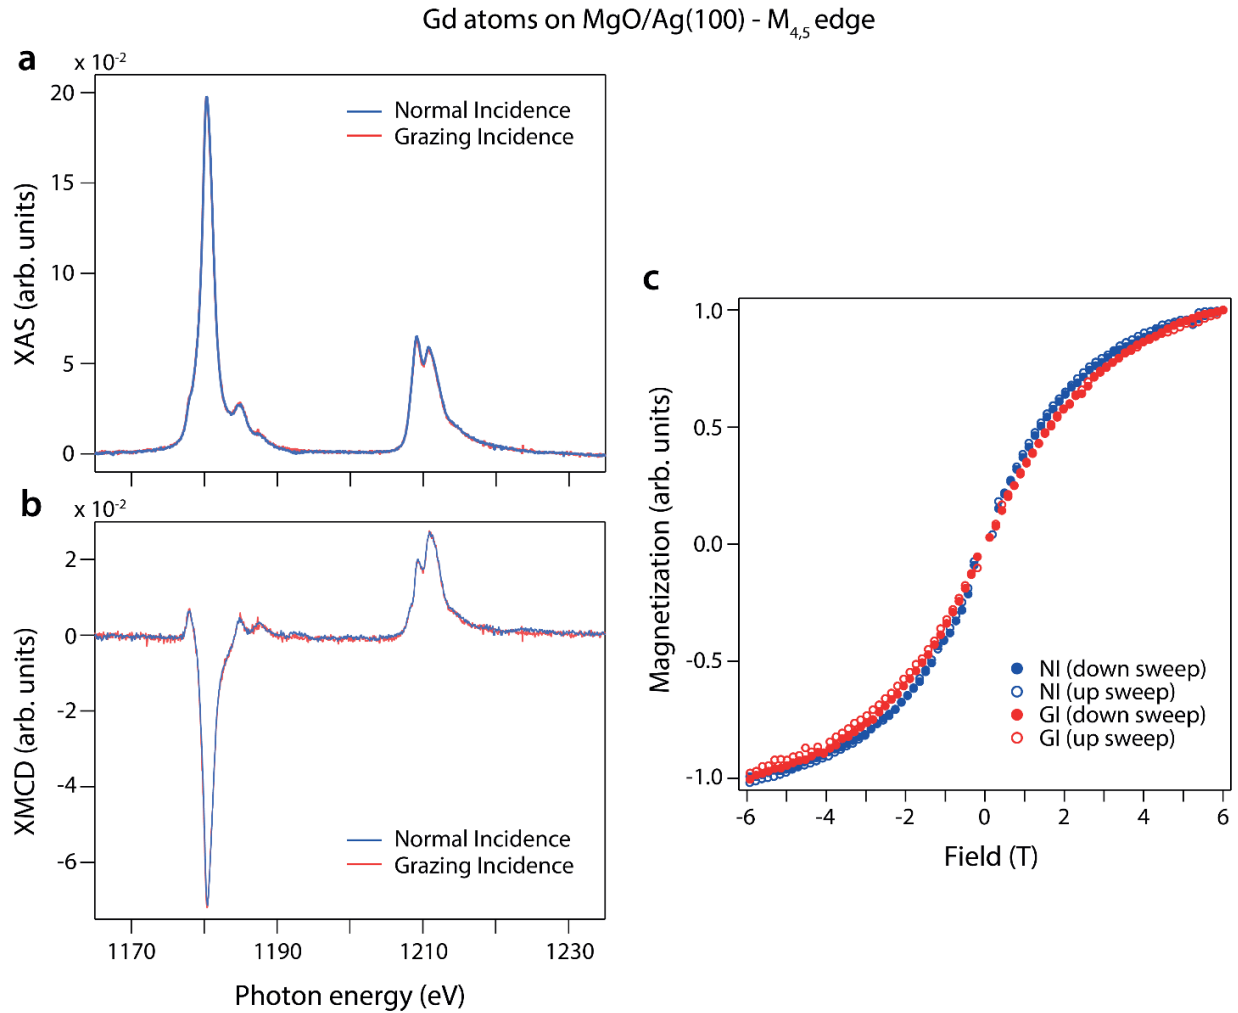 Gd atoms on MgO/Ag(100) - M4,5 edge
a
x 10-2
20
15
10
5
0
XAS (arb. units)
Normal Incidence
Grazing Incidence
b
x 10-2
2
0
-2
-4
-6
XMCD (arb. units)
Normal Incidence
Grazing Incidence
1170
1190
1210
1230
Photon energy (eV)
c
1.0
0.5
0.0
-0.5
-1.0
Magnetization (arb. units)
NI (down sweep)
NI (up sweep)
GI (down sweep)
GI (up sweep)
-6
-4
-2
0
2
4
6
Field (T)